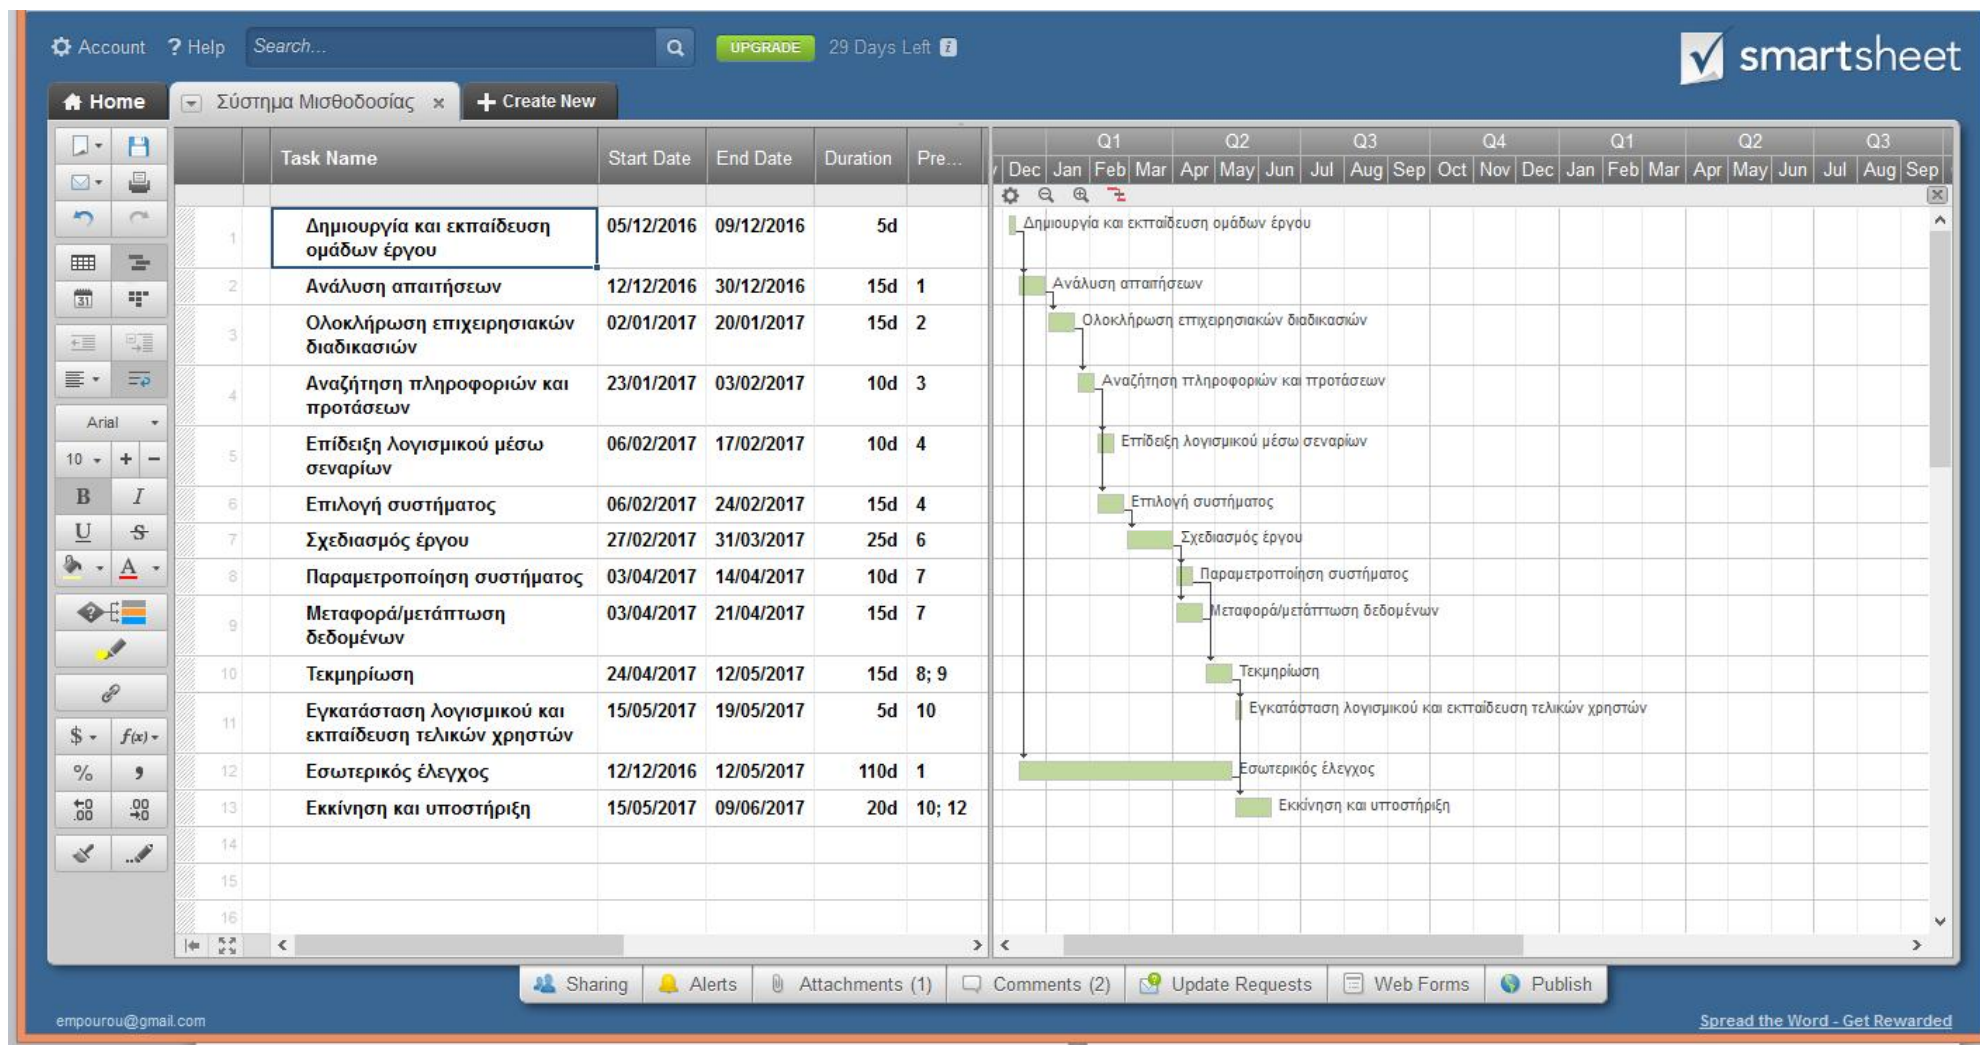 Account ? Help Search... UPGRADE 29 Days Left i
smartsheet
Home Σύστημα Μισθοδοσίας x + Create New
Task Name Start Date End Date Duration Pre...
Q1 Q2 Q3 Q4 Q1 Q2 Q3
Dec Jan Feb Mar Apr May Jun Jul Aug Sep Oct Nov Dec Jan Feb Mar Apr May Jun Jul Aug Sep
1 Δημιουργία και εκπαίδευση ομάδων έργου 05/12/2016 09/12/2016 5d
2 Ανάλυση απαιτήσεων 12/12/2016 30/12/2016 15d 1
3 Ολοκλήρωση επιχειρησιακών διαδικασιών 02/01/2017 20/01/2017 15d 2
4 Αναζήτηση πληροφοριών και προτάσεων 23/01/2017 03/02/2017 10d 3
5 Επίδειξη λογισμικού μέσω σεναρίων 06/02/2017 17/02/2017 10d 4
6 Επιλογή συστήματος 06/02/2017 24/02/2017 15d 4
7 Σχεδιασμός έργου 27/02/2017 31/03/2017 25d 6
8 Παραμετροποίηση συστήματος 03/04/2017 14/04/2017 10d 7
9 Μεταφορά/μετάπτωση δεδομένων 03/04/2017 21/04/2017 15d 7
10 Τεκμηρίωση 24/04/2017 12/05/2017 15d 8; 9
11 Εγκατάσταση λογισμικού και εκπαίδευση τελικών χρηστών 15/05/2017 19/05/2017 5d 10
12 Εσωτερικός έλεγχος 12/12/2016 12/05/2017 110d 1
13 Εκκίνηση και υποστήριξη 15/05/2017 09/06/2017 20d 10; 12
14
15
16
Δημιουργία και εκπαίδευση ομάδων έργου
Ανάλυση απαιτήσεων
Ολοκλήρωση επιχειρησιακών διαδικασιών
Αναζήτηση πληροφοριών και προτάσεων
Επίδειξη λογισμικού μέσω σεναρίων
Επιλογή συστήματος
Σχεδιασμός έργου
Παραμετροποίηση συστήματος
Μεταφορά/μετάπτωση δεδομένων
Τεκμηρίωση
Εγκατάσταση λογισμικού και εκπαίδευση τελικών χρηστών
Εσωτερικός έλεγχος
Εκκίνηση και υποστήριξη
31
Arial
10 + −
B I
U S
A
$ f(x)
% ,
.0 .00 .00 .0
Sharing Alerts Attachments (1) Comments (2) Update Requests Web Forms Publish
empourou@gmail.com Spread the Word - Get Rewarded